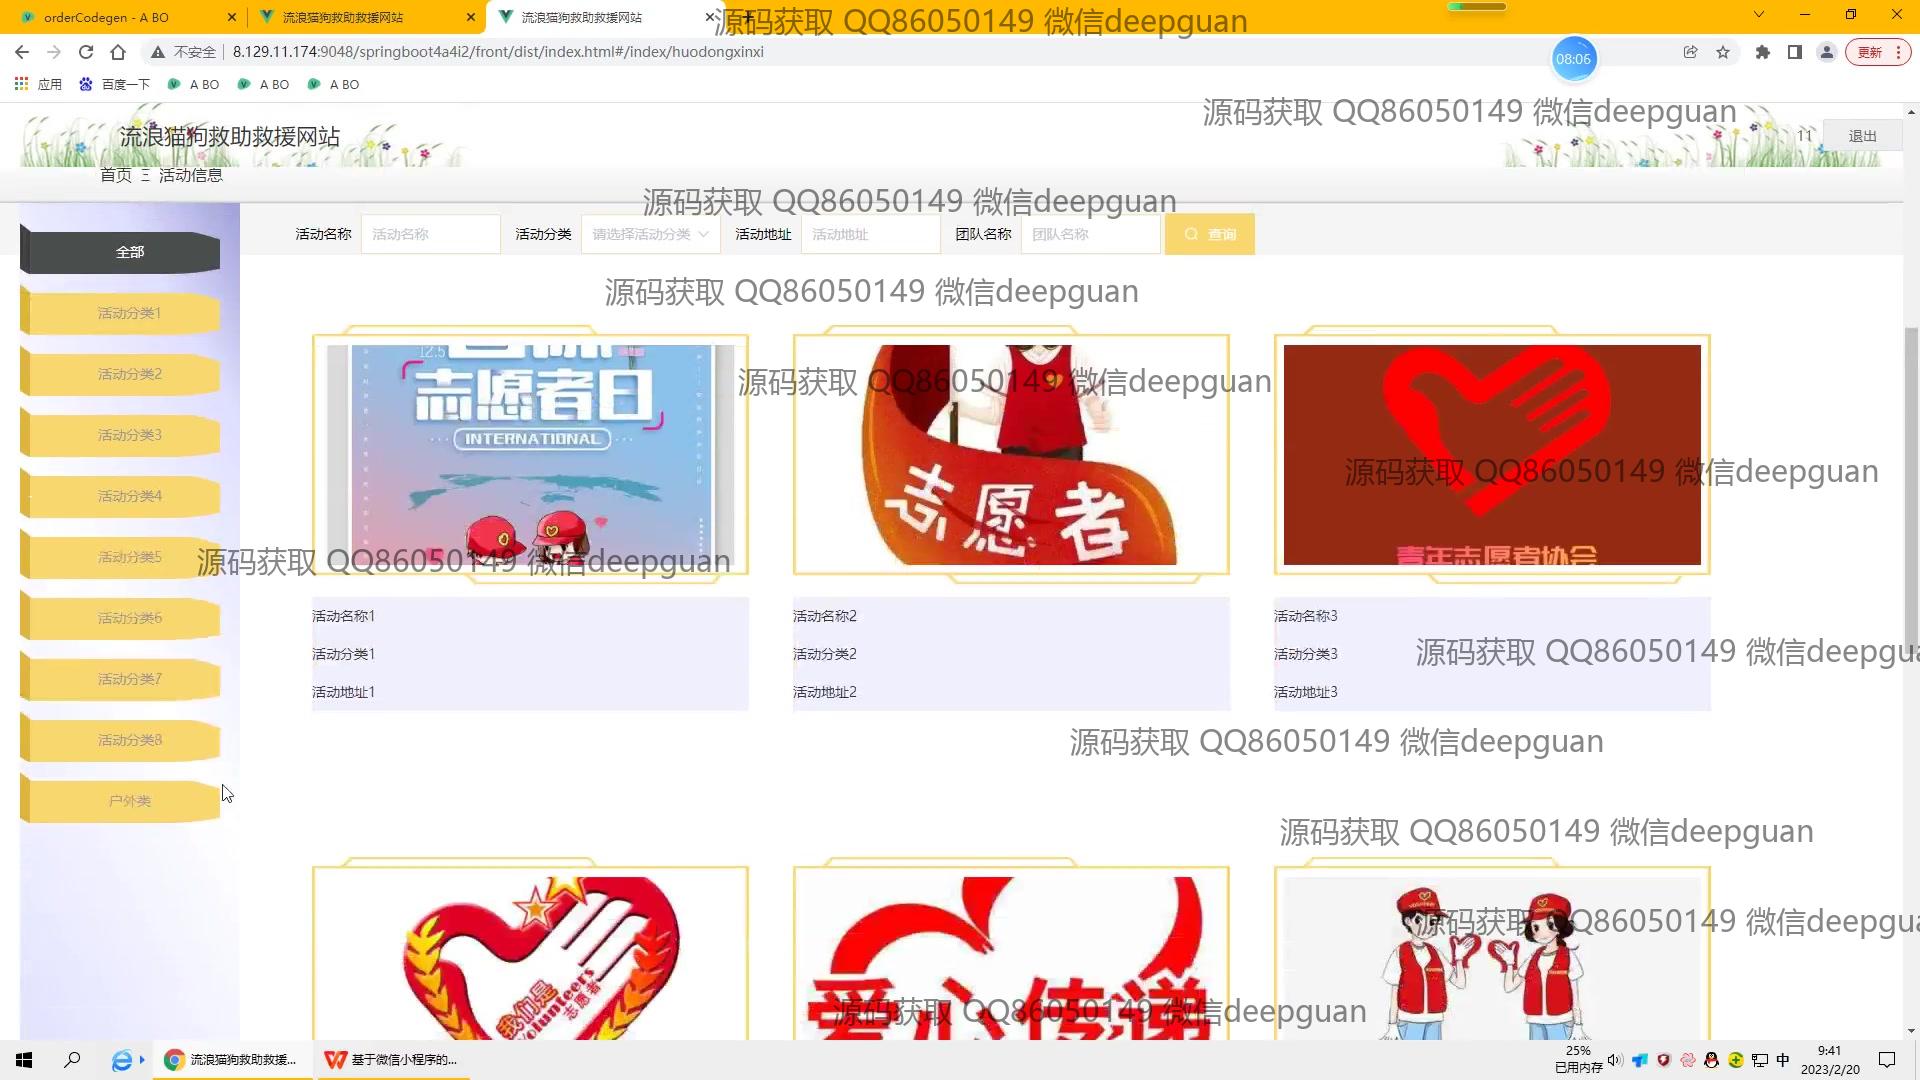 orderCodegen - A BO
流浪猫狗救助救援网站
流浪猫狗救助救援网站
源码获取 QQ86050149 微信deepguan
不安全
8.129.11.174:9048/springboot4a4i2/front/dist/index.html#/index/huodongxinxi
08:06
更新
应用
百度一下
A BO
A BO
A BO
源码获取 QQ86050149 微信deepguan
流浪猫狗救助救援网站
11
退出
首页 Ξ 活动信息
源码获取 QQ86050149 微信deepguan
活动名称 活动名称
活动分类 请选择活动分类
活动地址 活动地址
团队名称 团队名称
查询
全部
活动分类1
活动分类2
活动分类3
活动分类4
活动分类5
活动分类6
活动分类7
活动分类8
户外类
源码获取 QQ86050149 微信deepguan
12.5
志愿者日
INTERNATIONAL
源码获取 QQ86050149 微信deepguan
志愿者
源码获取 QQ86050149 微信deepguan
青年志愿者协会
源码获取 QQ86050149 微信deepguan
活动名称1
活动分类1
活动地址1
活动名称2
活动分类2
活动地址2
活动名称3
活动分类3
活动地址3
源码获取 QQ86050149 微信deepgua
源码获取 QQ86050149 微信deepguan
源码获取 QQ86050149 微信deepguan
我们是
Volunteers
志愿者
爱心传递
源码获取 QQ86050149 微信deepgua
源码获取 QQ86050149 微信deepguan
流浪猫狗救助救援...
基于微信小程序的...
25%
已用内存
中
9:41
2023/2/20